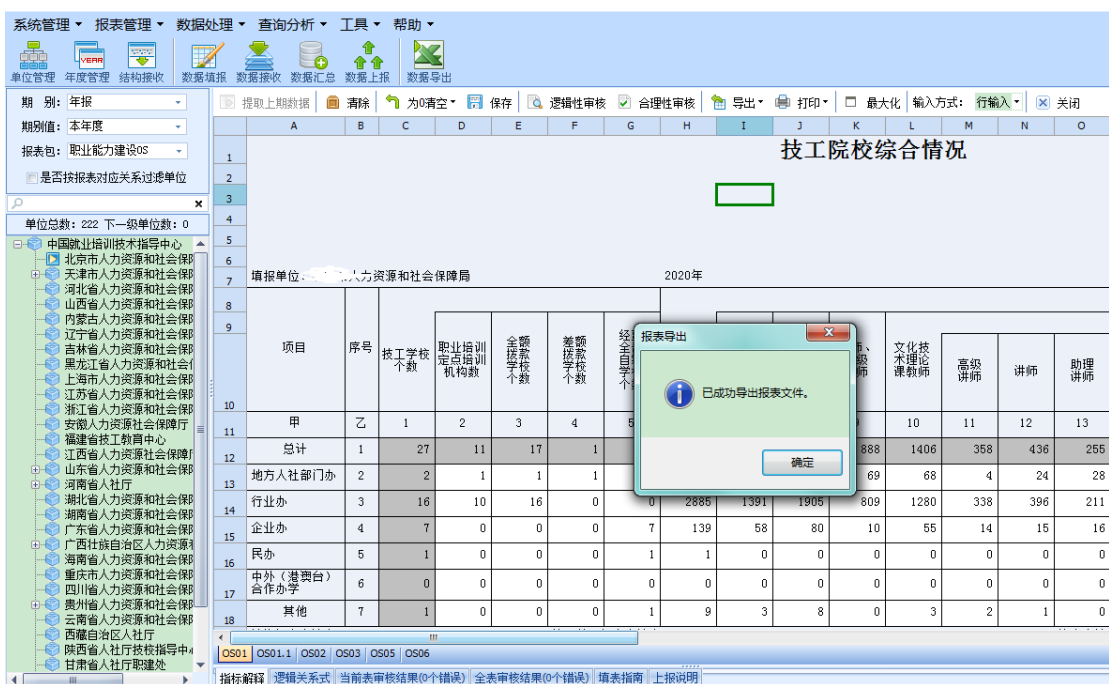 系统管理 报表管理 数据处理 查询分析 工具 帮助
单位管理 年度管理 结构接收 数据填报 数据接收 数据汇总 数据上报 数据导出
期 别: 年报
期别值: 本年度
报表包: 职业能力建设OS
是否按报表对应关系过滤单位
单位总数: 222 下一级单位数: 0
中国就业培训技术指导中心
北京市人力资源和社会保
天津市人力资源和社会保
河北省人力资源和社会保
山西省人力资源和社会保
内蒙古人力资源和社会保
辽宁省人力资源和社会保
吉林省人力资源和社会保
黑龙江省人力资源和社会
上海市人力资源和社会保
江苏省人力资源和社会保
浙江省人力资源和社会保
安徽人力资源社会保障厅
福建省技工教育中心
江西省人力资源社会保障
山东省人力资源和社会保
河南省人社厅
湖北省人力资源和社会保
湖南省人力资源和社会保
广东省人力资源和社会保
广西壮族自治区人力资源
海南省人力资源和社会保
重庆市人力资源和社会保
四川省人力资源和社会保
贵州省人力资源和社会保
云南省人力资源和社会保
西藏自治区人社厅
陕西省人社厅技校指导中
甘肃省人社厅职建处
提取上期数据 清除 为0清空 保存 逻辑性审核 合理性审核 导出 打印 最大化 输入方式: 行输入 关闭
A B C D E F G H I J K L M N O
1 技工院校综合情况
2
3
4
5
6
7 填报单位: 人力资源和社会保障局 2020年
8
9
10
项目 序号 技工学校个数 职业培训定点培训机构数 全额拨款学校个数 差额拨款学校个数 文化技术理论课教师 高级讲师 讲师 助理讲师
11 甲 乙 1 2 3 4 5 10 11 12 13
12 总计 1 27 11 17 1 888 1406 358 436 255
13 地方人社部门办 2 2 1 1 1 69 68 4 24 28
14 行业办 3 16 10 16 0 0 2885 1391 1905 809 1280 338 396 211
15 企业办 4 7 0 0 0 7 139 58 80 10 55 14 15 16
16 民办 5 1 0 0 0 1 1 0 0 0 0 0 0 0
17 中外(港澳台)合作办学 6 0 0 0 0 0 0 0 0 0 0 0 0 0
18 其他 7 1 0 0 0 1 9 3 8 0 3 2 1 0
报表导出
已成功导出报表文件。
确定
OS01 OS01.1 OS02 OS03 OS05 OS06
指标解释 逻辑关系式 当前表审核结果(0个错误) 全表审核结果(0个错误) 填表指南 上报说明